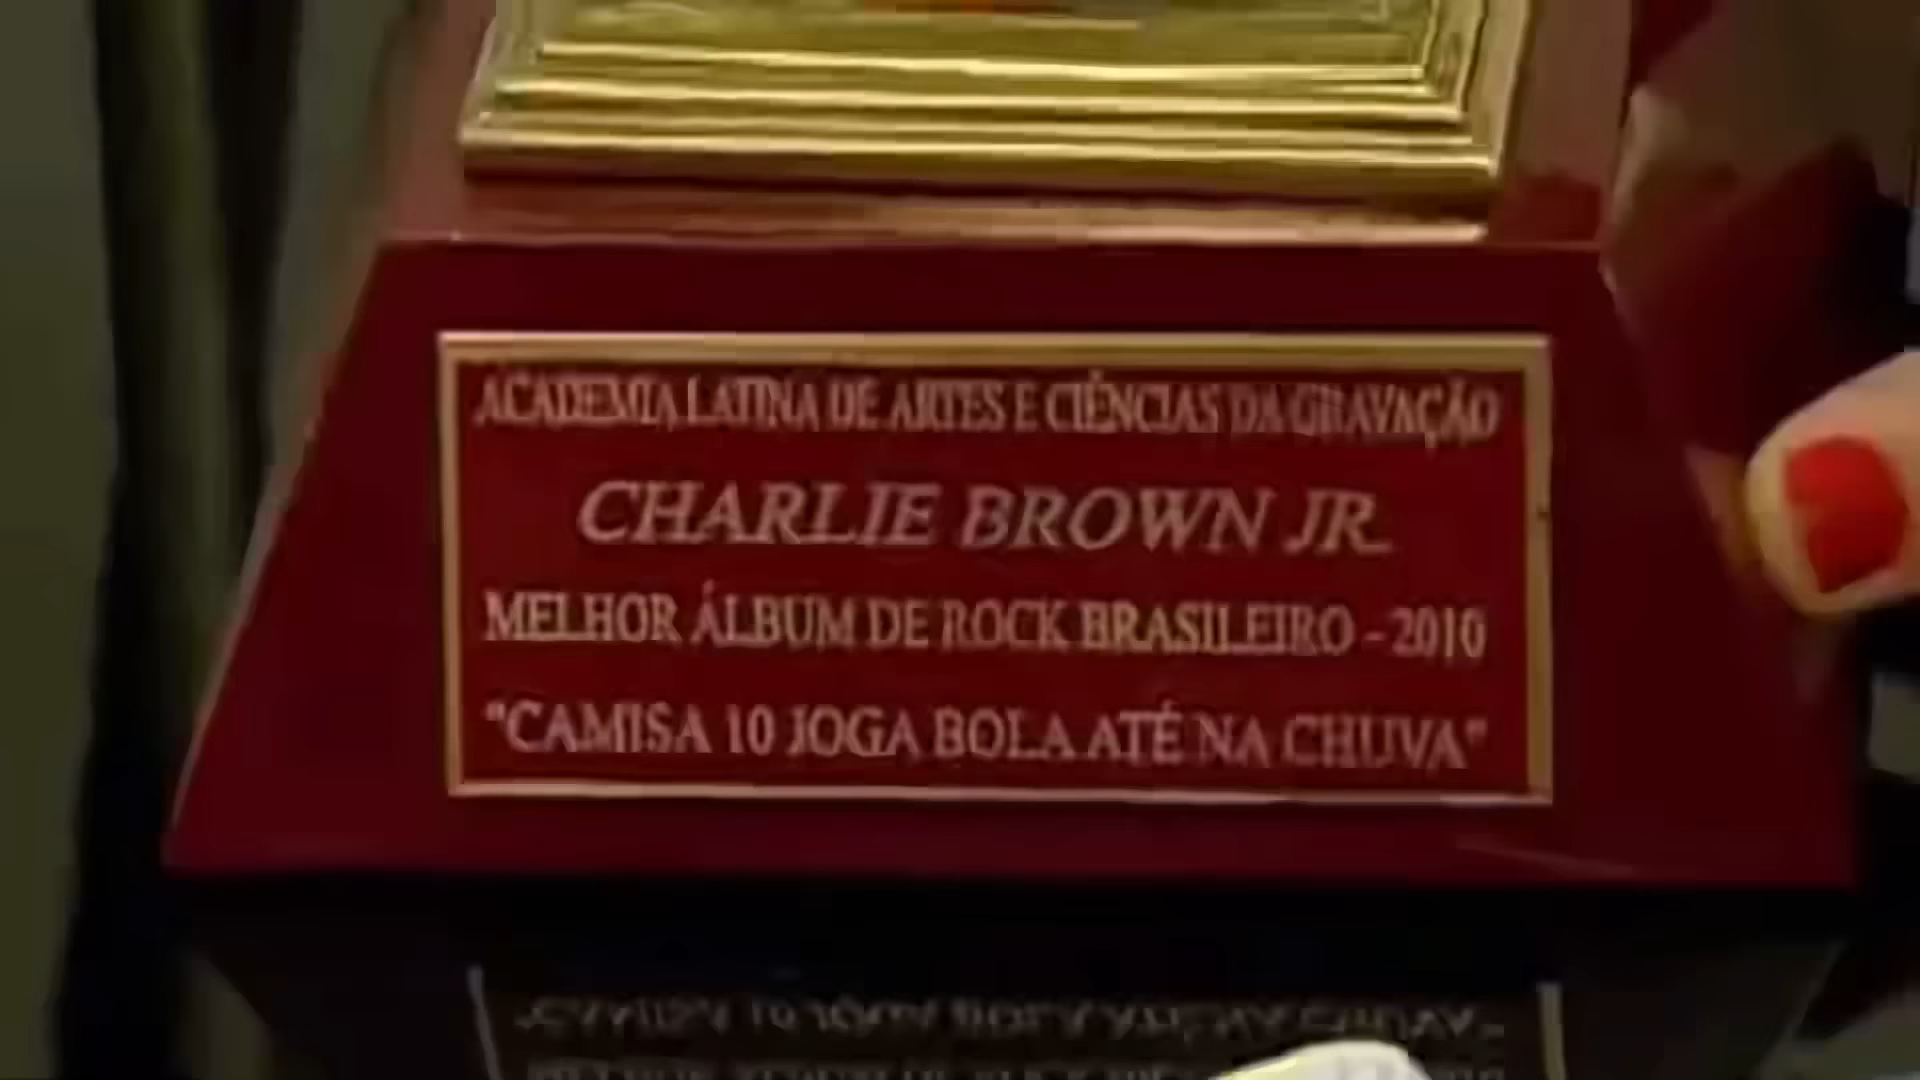 ACADEMIA LATINA DE ARTES E CIÊNCIAS DA GRAVAÇÃO
CHARLIE BROWN JR.
MELHOR ÁLBUM DE ROCK BRASILEIRO - 2010
"CAMISA 10 JOGA BOLA ATÉ NA CHUVA"